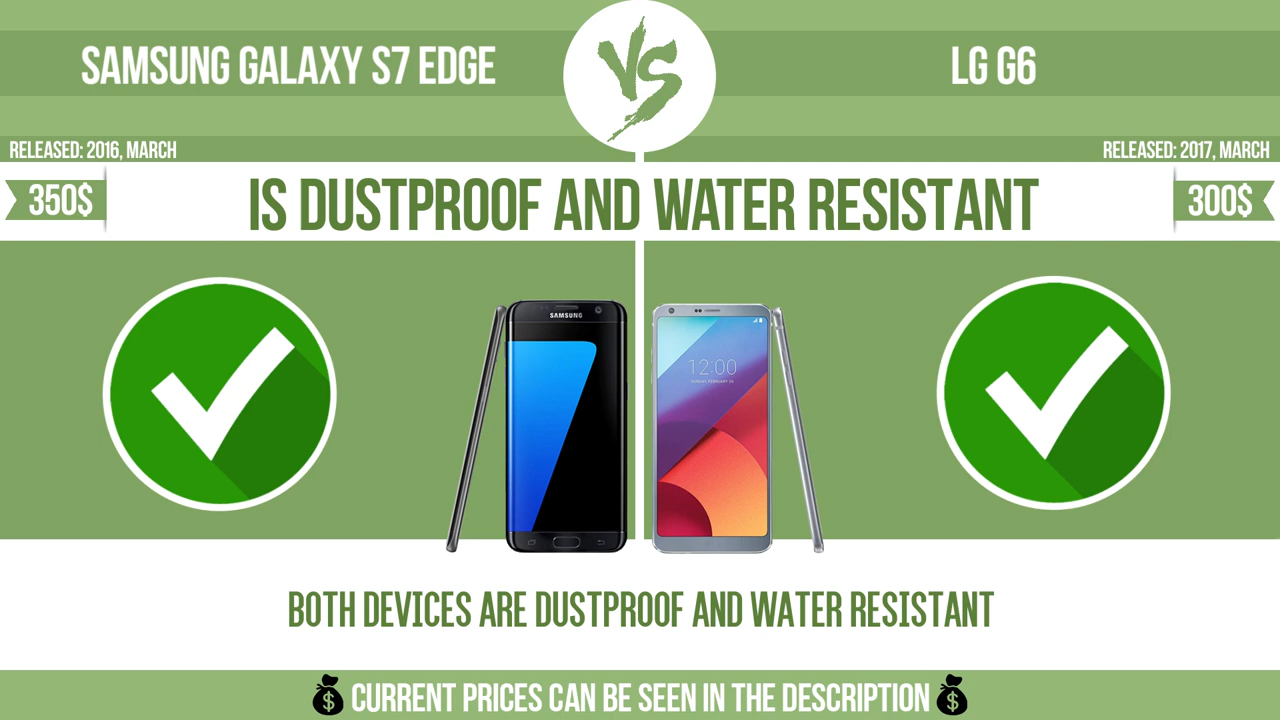 SAMSUNG GALAXY S7 EDGE
VS
LG G6
RELEASED: 2016, MARCH
RELEASED: 2017, MARCH
350$
IS DUSTPROOF AND WATER RESISTANT
300$
SAMSUNG
12:00
BOTH DEVICES ARE DUSTPROOF AND WATER RESISTANT
$ CURRENT PRICES CAN BE SEEN IN THE DESCRIPTION $